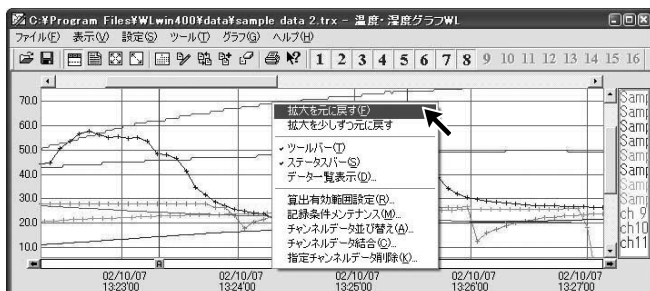 C:¥Program Files¥WLwin400¥data¥sample data 2.trx - 温度・湿度グラフWL
ファイル(F) 表示(V) 設定(S) ツール(T) グラフ(G) ヘルプ(H)
1 2 3 4 5 6 7 8 9 10 11 12 13 14 15 16
70.0
60.0
50.0
40.0
30.0
20.0
10.0
拡大を元に戻す(F)
拡大を少しずつ元に戻す
ツールバー(T)
ステータスバー(S)
データ一覧表示(D)...
算出有効範囲設定(R)...
記録条件メンテナンス(M)...
チャンネルデータ並び替え(A)...
チャンネルデータ結合(C)...
指定チャンネルデータ削除(K)...
Samp
Samp
Samp
Samp
Samp
Samp
Samp
Samp
ch 9
ch10
ch11
R
02/10/07 02/10/07 02/10/07 02/10/07 02/10/07
13:23'00 13:24'00 13:25'00 13:26'00 13:27'00